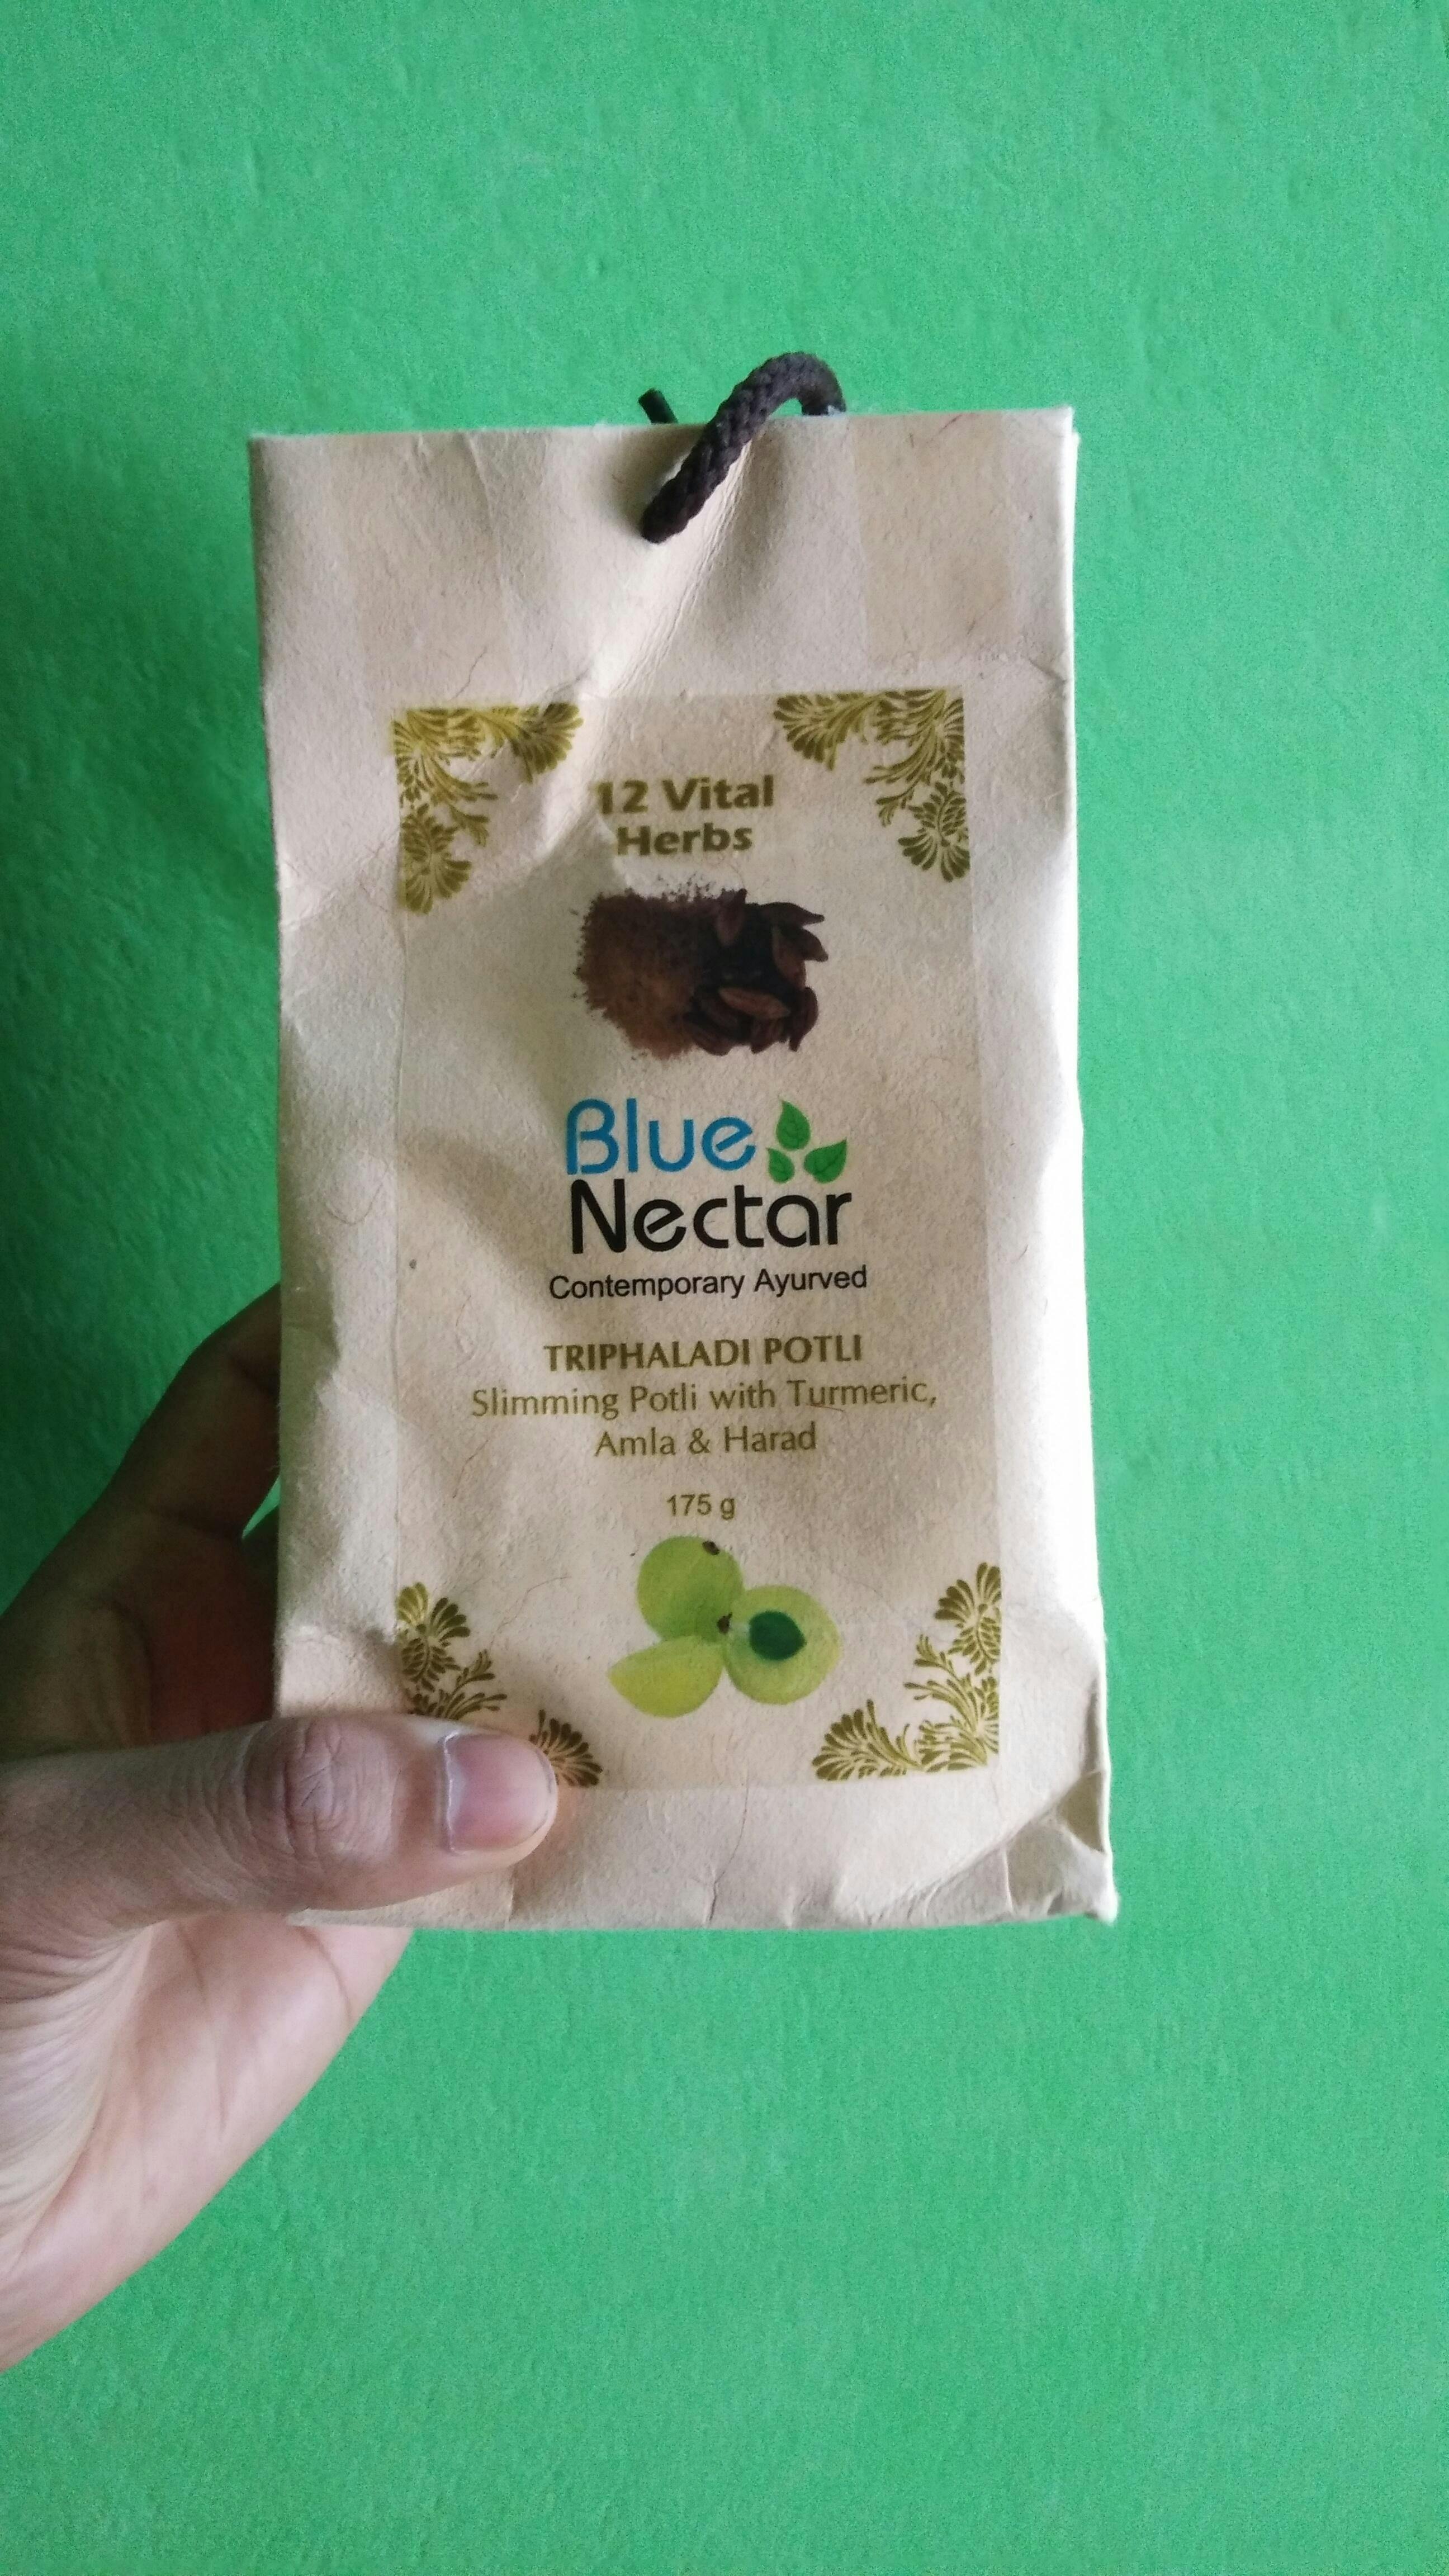 12 Vital
Herbs
Blue
Nectar
Contemporary Ayurved
TRIPHALADI POTLI
Slimming Potli with Turmeric,
Amla & Harad
175 g